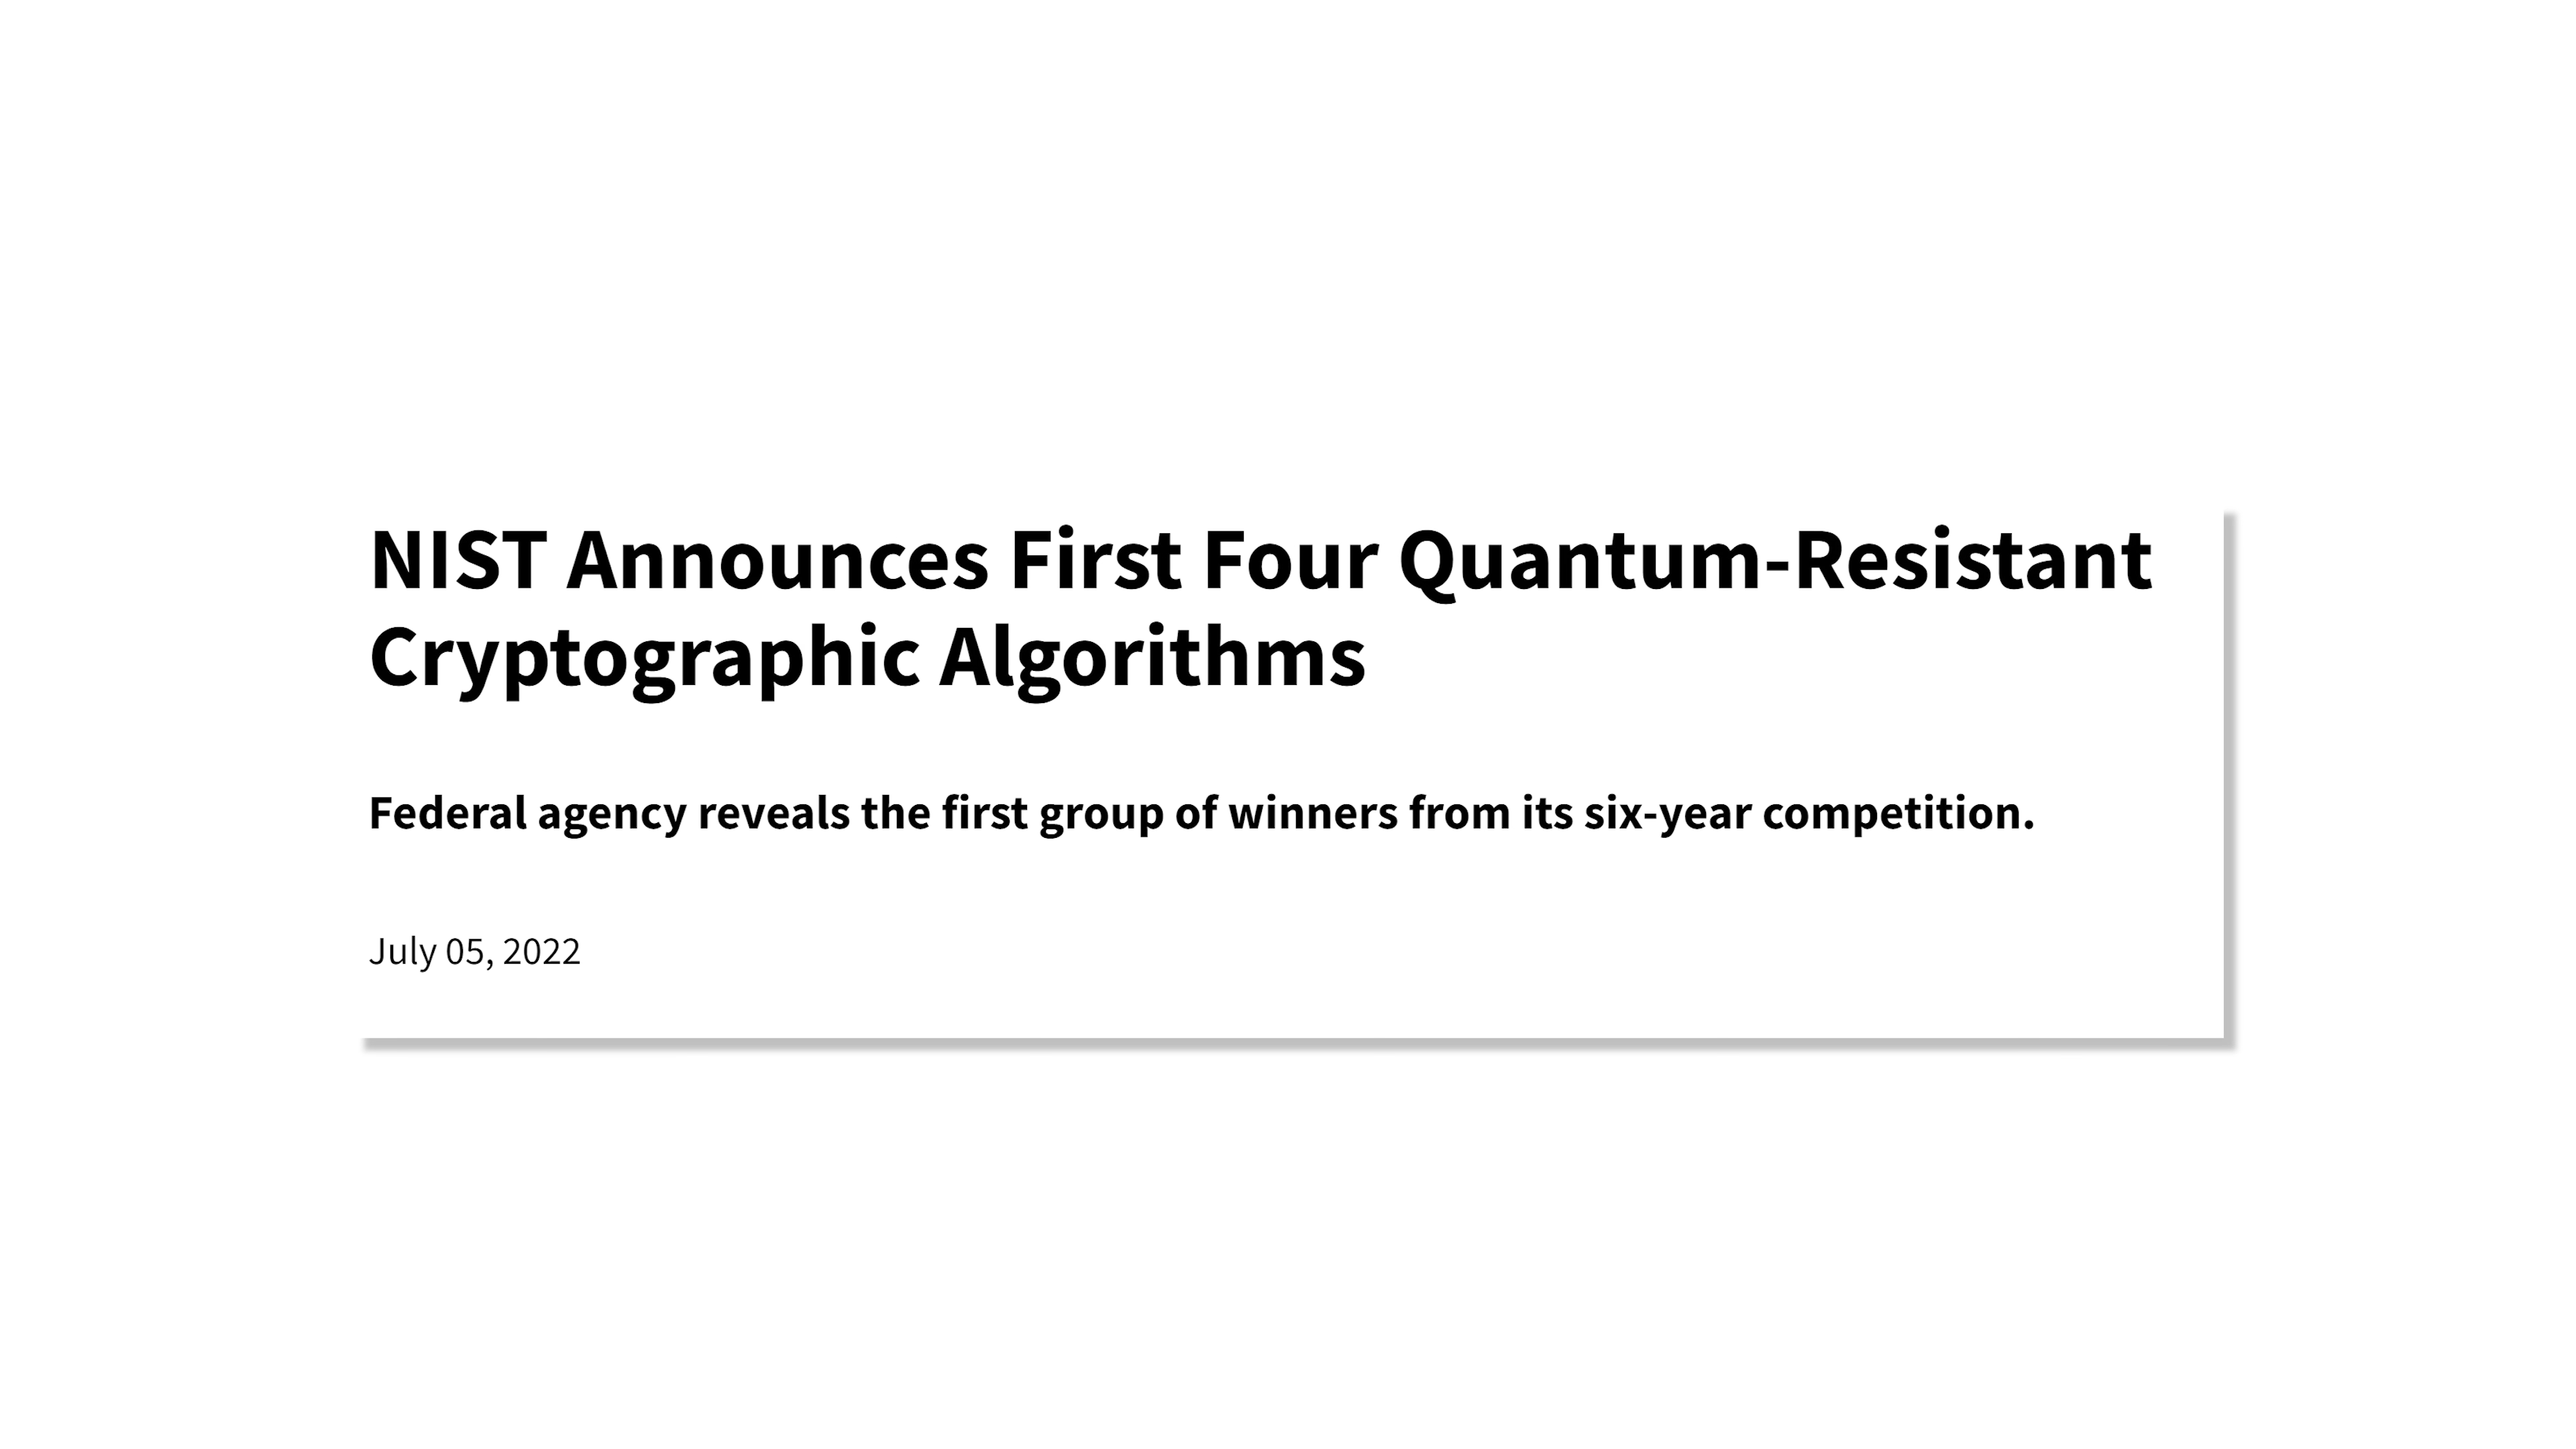 NIST Announces First Four Quantum-Resistant
Cryptographic Algorithms
Federal agency reveals the first group of winners from its six-year competition.
July 05, 2022